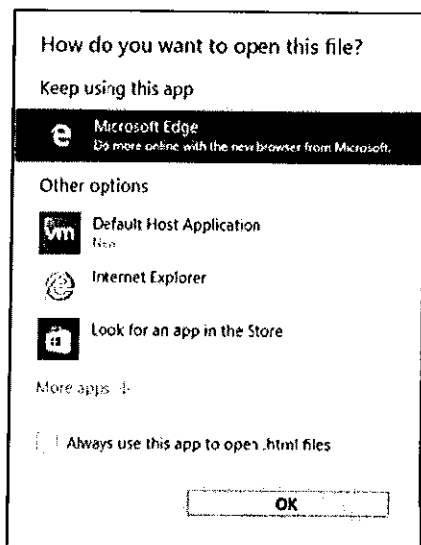 How do you want to open this file?
Keep using this app
e
Microsoft Edge
Do more online with the new browser from Microsoft.
Other options
vm
Default Host Application
New
Internet Explorer
Look for an app in the Store
More apps ↓
Always use this app to open .html files
OK